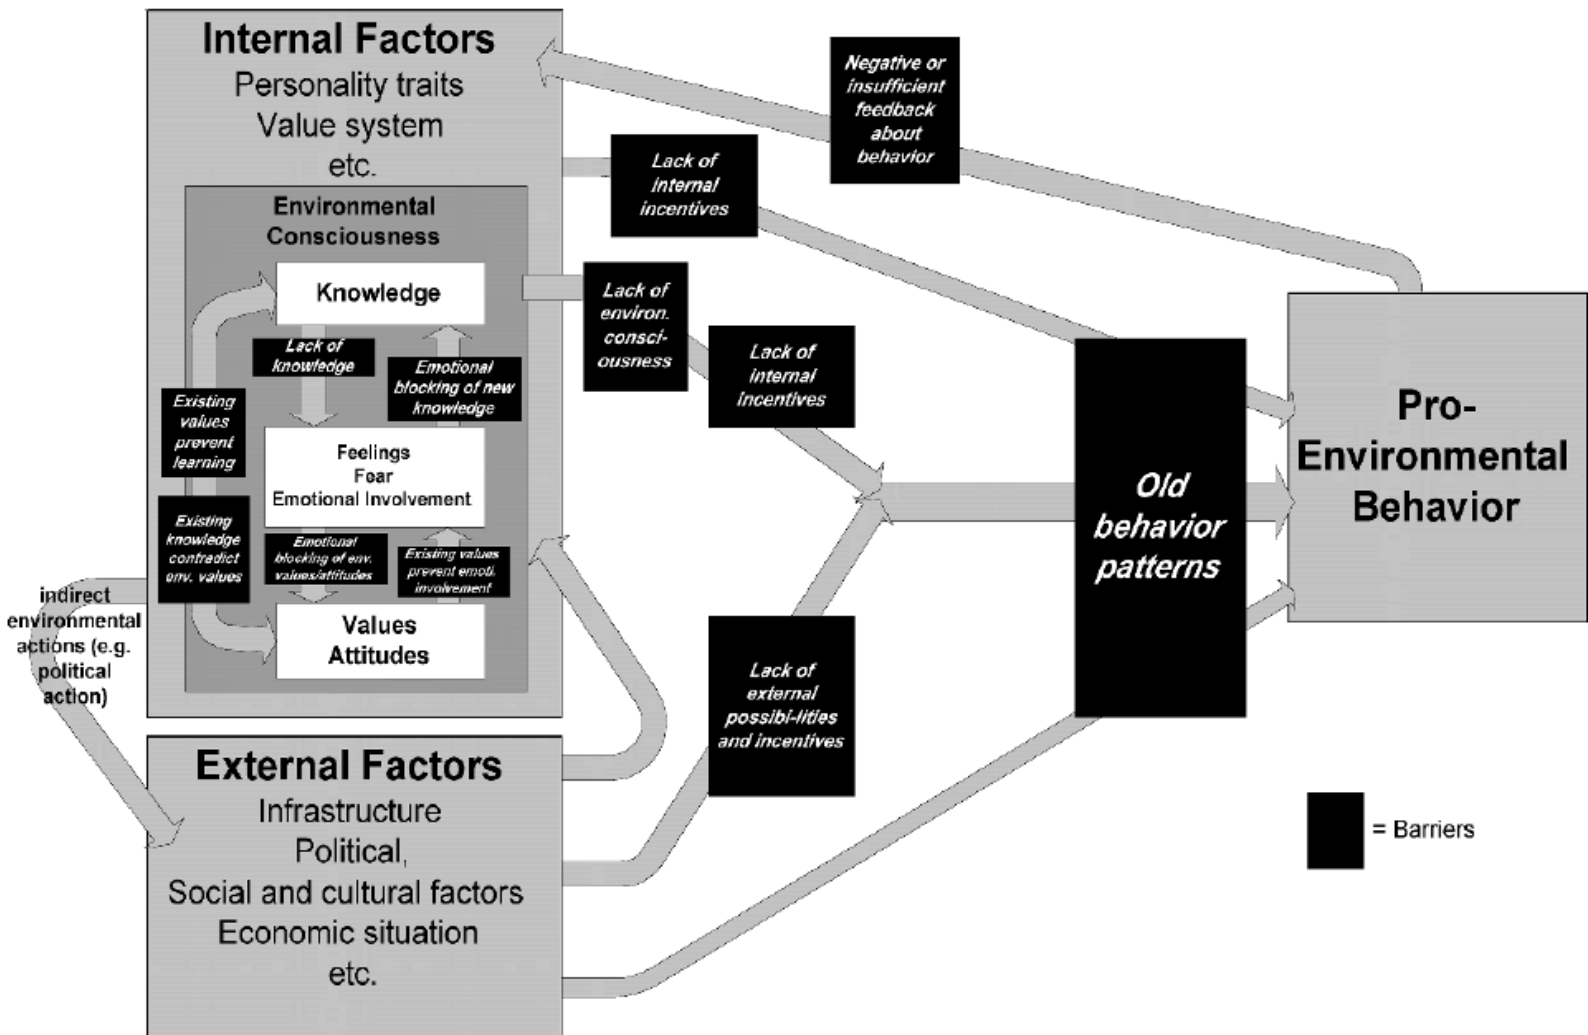 Internal Factors
Personality traits
Value system
etc.
Environmental
Consciousness
Knowledge
Lack of
knowledge
Emotional
blocking of new
knowledge
Existing
values
prevent
learning
Feelings
Fear
Emotional Involvement
Existing
knowledge
contradict
env. values
Emotional
blocking of env.
values/attitudes
Existing values
prevent emoti.
involvement
Values
Attitudes
indirect
environmental
actions (e.g.
political
action)
External Factors
Infrastructure
Political,
Social and cultural factors
Economic situation
etc.
Negative or
insufficient
feedback
about
behavior
Lack of
internal
incentives
Lack of
environ.
consci-
ousness
Lack of
internal
incentives
Lack of
external
possibi-lities
and incentives
Old
behavior
patterns
Pro-
Environmental
Behavior
= Barriers